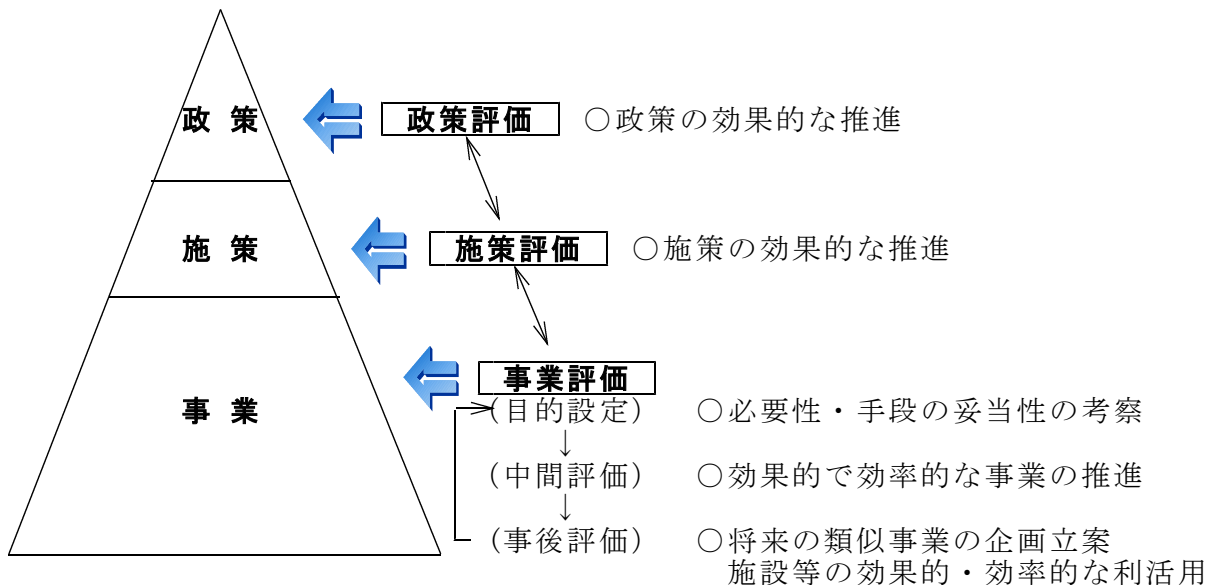 政 策
政策評価
○政策の効果的な推進
施 策
施策評価
○施策の効果的な推進
事業評価
事 業
(目的設定)
○必要性・手段の妥当性の考察
↓
(中間評価)
○効果的で効率的な事業の推進
↓
(事後評価)
○将来の類似事業の企画立案
施設等の効果的・効率的な利活用